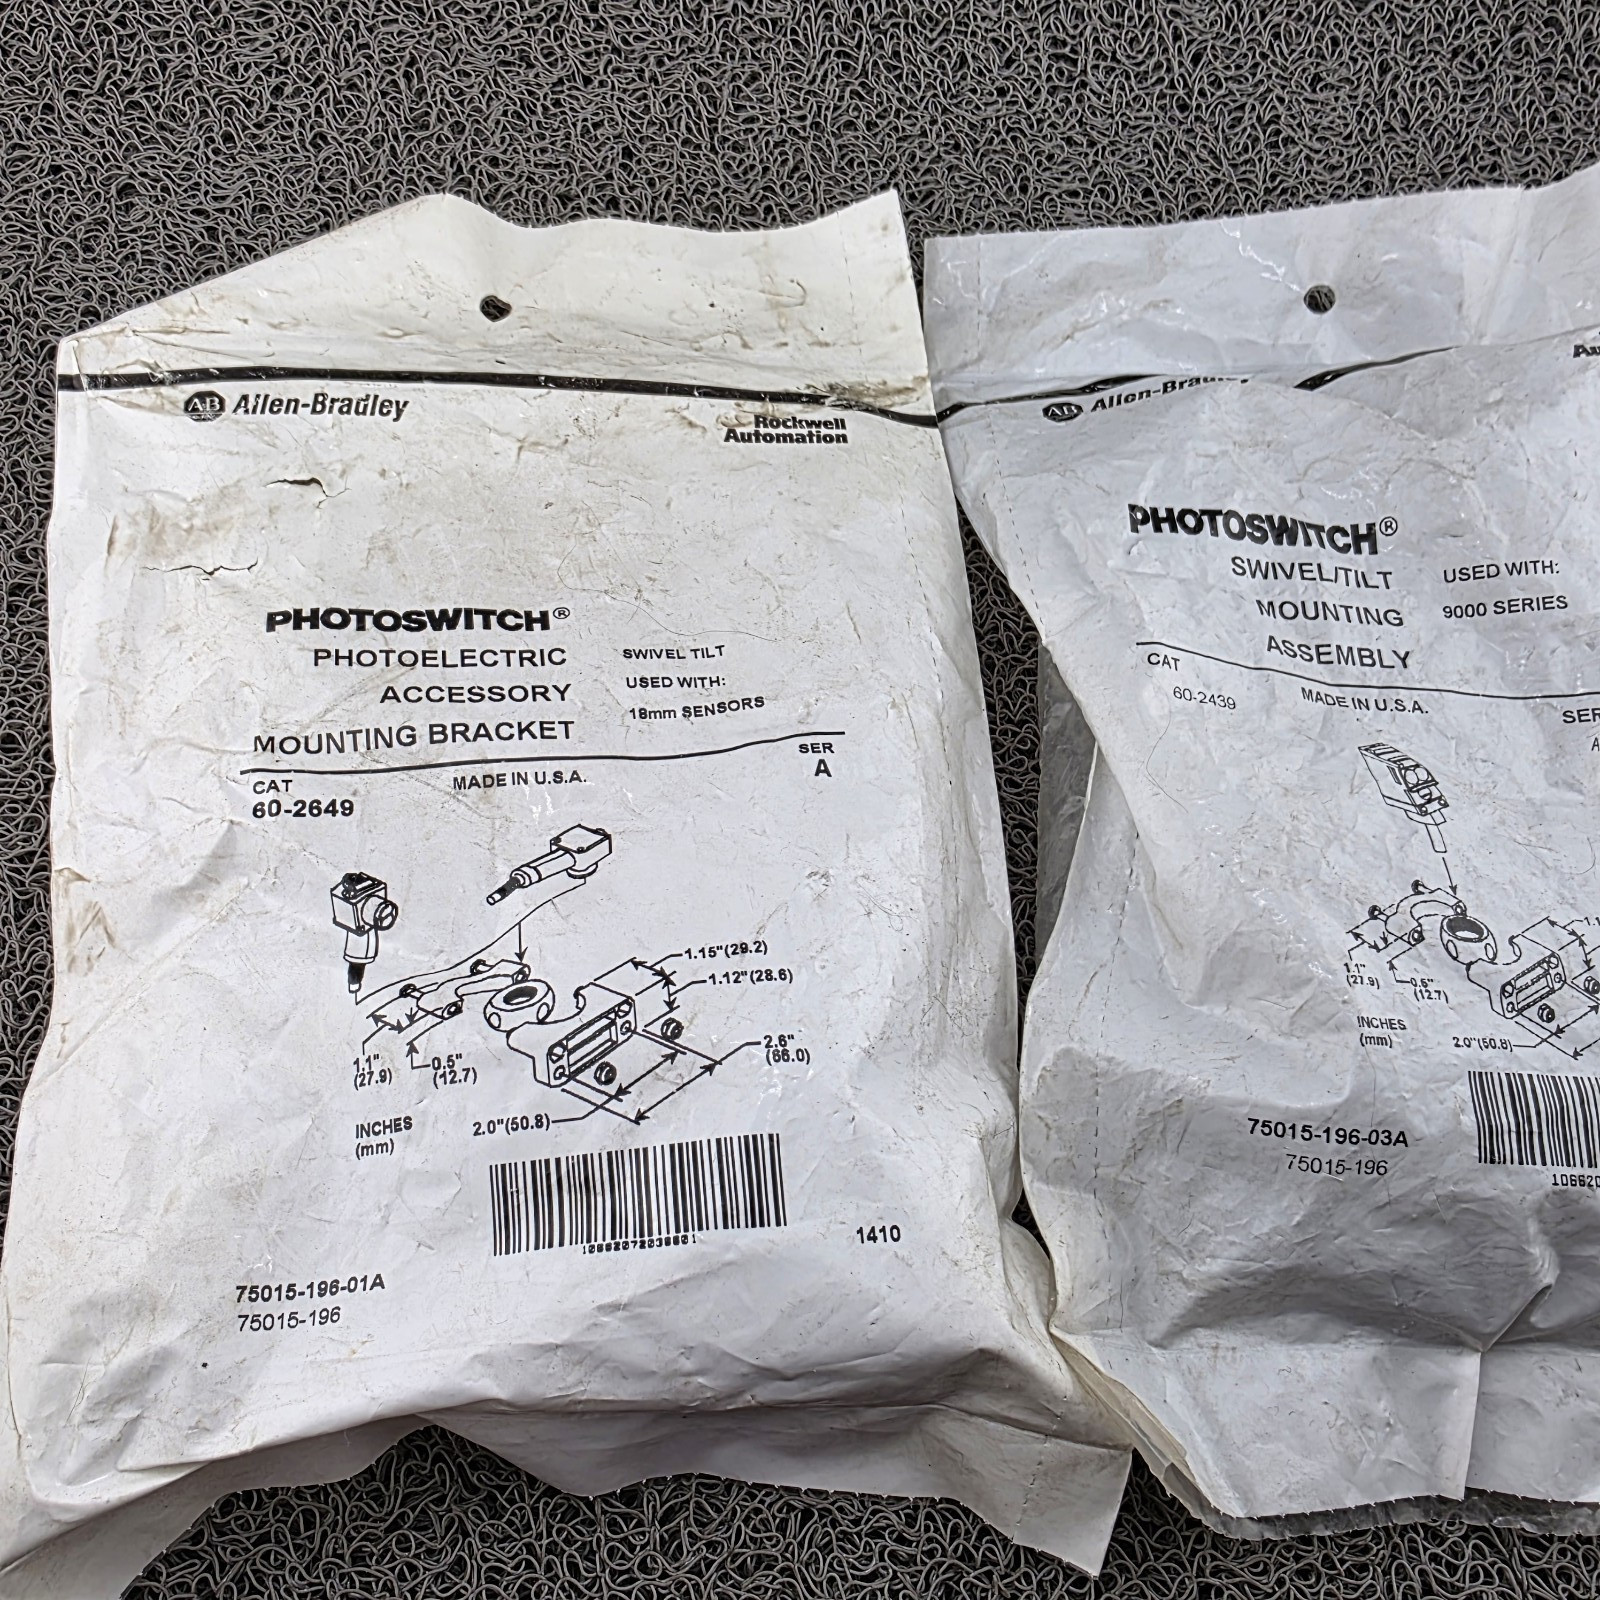 AB Allen-Bradley
Rockwell
Automation
PHOTOSWITCH®
PHOTOELECTRIC
ACCESSORY
MOUNTING BRACKET
SWIVEL TILT
USED WITH:
18mm SENSORS
SER
A
CAT
60-2649
MADE IN U.S.A.
1.15"(29.2)
1.12"(28.6)
2.6"
(66.0)
1.1"
(27.9)
0.5"
(12.7)
2.0"(50.8)
INCHES
(mm)
1410
75015-196-01A
75015-196
AB Allen-Bradley
PHOTOSWITCH®
SWIVEL/TILT
MOUNTING
ASSEMBLY
USED WITH:
9000 SERIES
CAT
60-2439
MADE IN U.S.A.
1.1"
(27.9)
(12.7)
INCHES
(mm)
2.0"(50.8)
75015-196-03A
75015-196